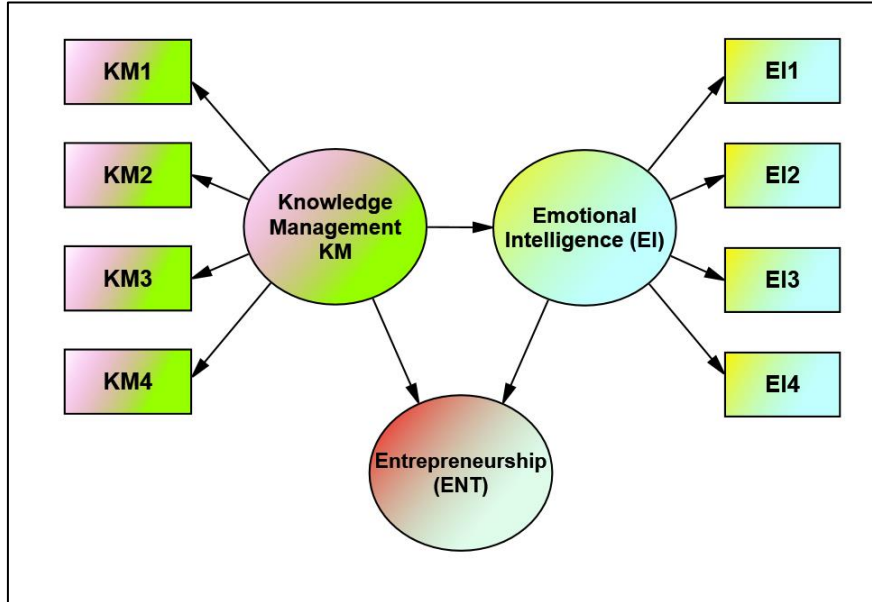 KM1
KM2
KM3
KM4
Knowledge
Management
KM
Emotional
Intelligence (EI)
EI1
EI2
EI3
EI4
Entrepreneurship
(ENT)